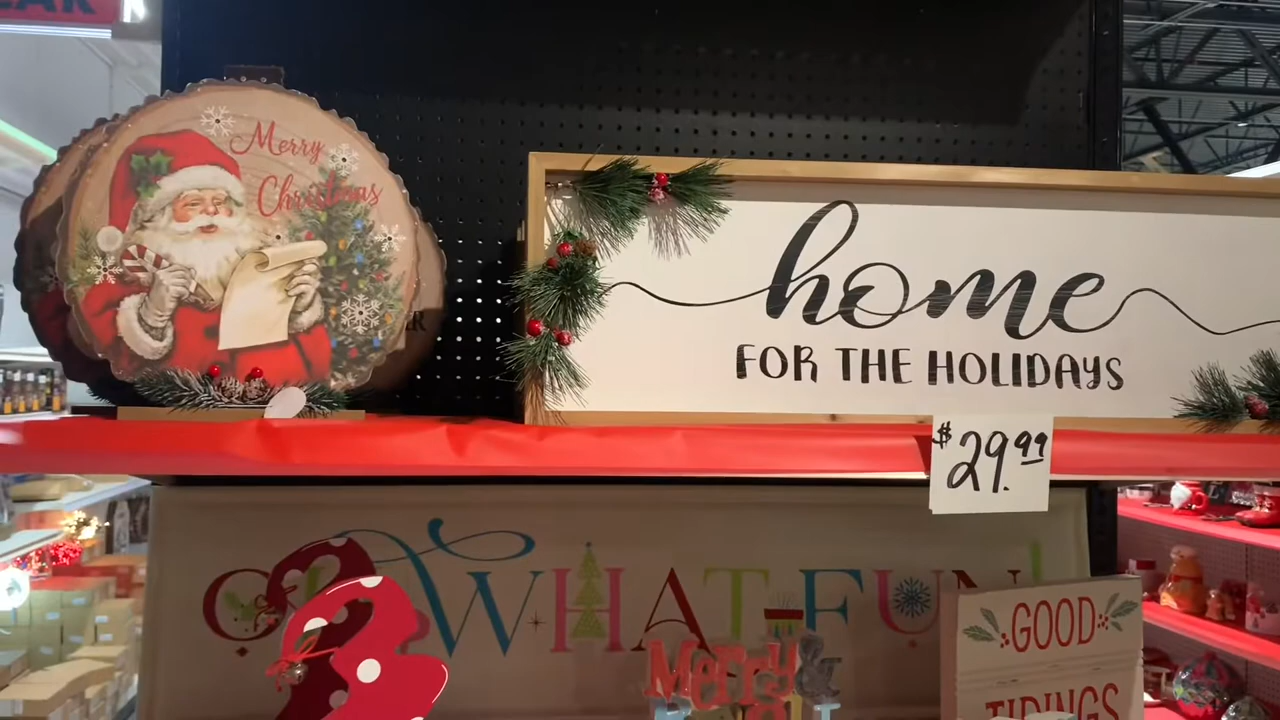 Merry
Christmas
home
FOR THE HOLIDAYS
$29.99
WHAT FUN!
Merry &
GOOD
TIDINGS